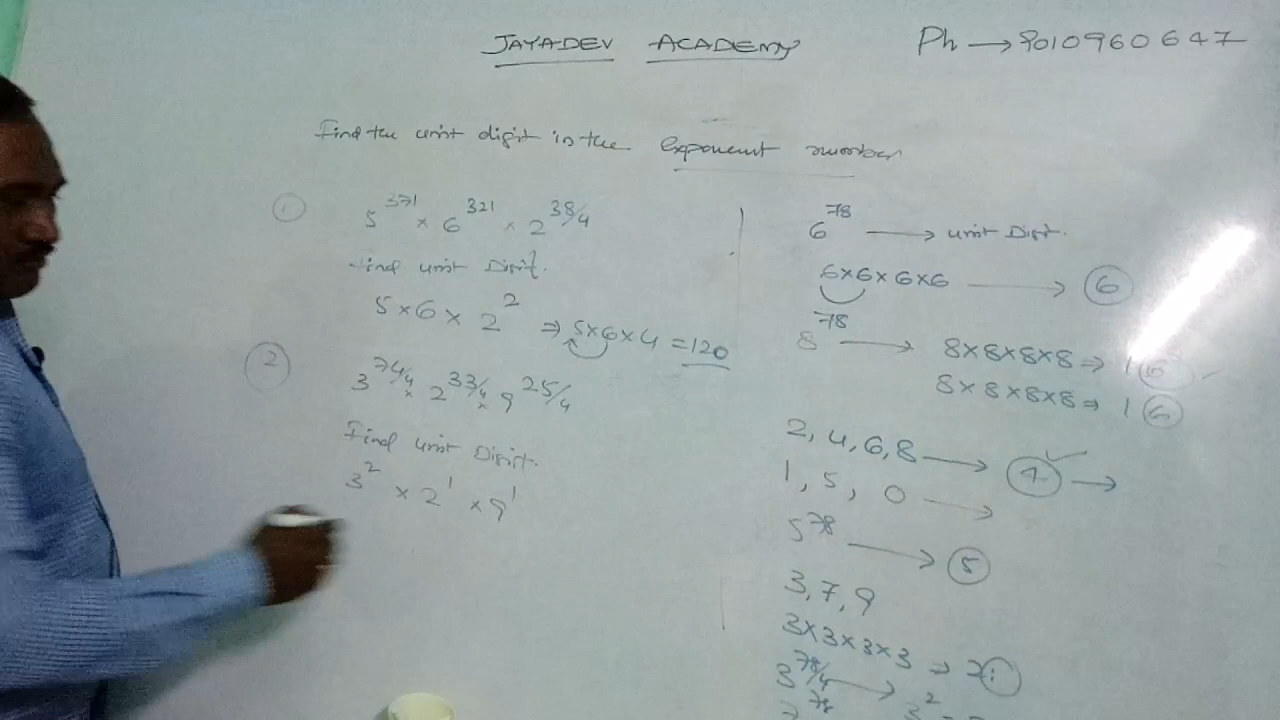 JAYADEV ACADEMY Ph → 9010960647
Find the unit digit in the Exponent number
① 5^371 × 6^321 × 2^38/4
Find unit Digit.
5×6×2^2 ⇒ 5×6×4 = 120
② 3^74/4 × 2^33/4 × 9^25/4
Find unit Digit.
3^2 × 2^1 × 9^1
6^78 → unit Digit.
6×6×6×6 → ⑥
8^78 → 8×8×8×8 ⇒ 1⑥
8×8×8×8 ⇒ 1⑥
2, 4, 6, 8 → ④ →
1, 5, 0 →
5^78 → ⑤
3, 7, 9
3×3×3×3 ⇒
3^78/4 → 3^2